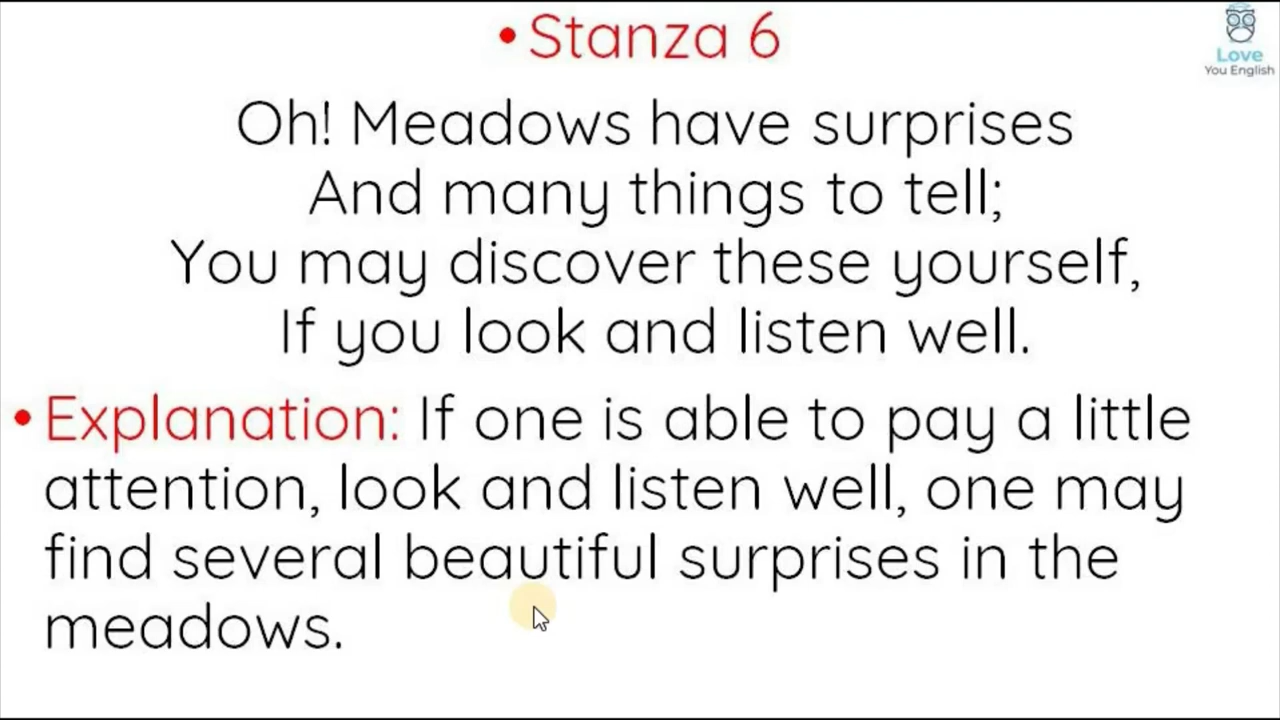 • Stanza 6
Love
You English
Oh! Meadows have surprises
And many things to tell;
You may discover these yourself,
If you look and listen well.
• Explanation: If one is able to pay a little
attention, look and listen well, one may
find several beautiful surprises in the
meadows.